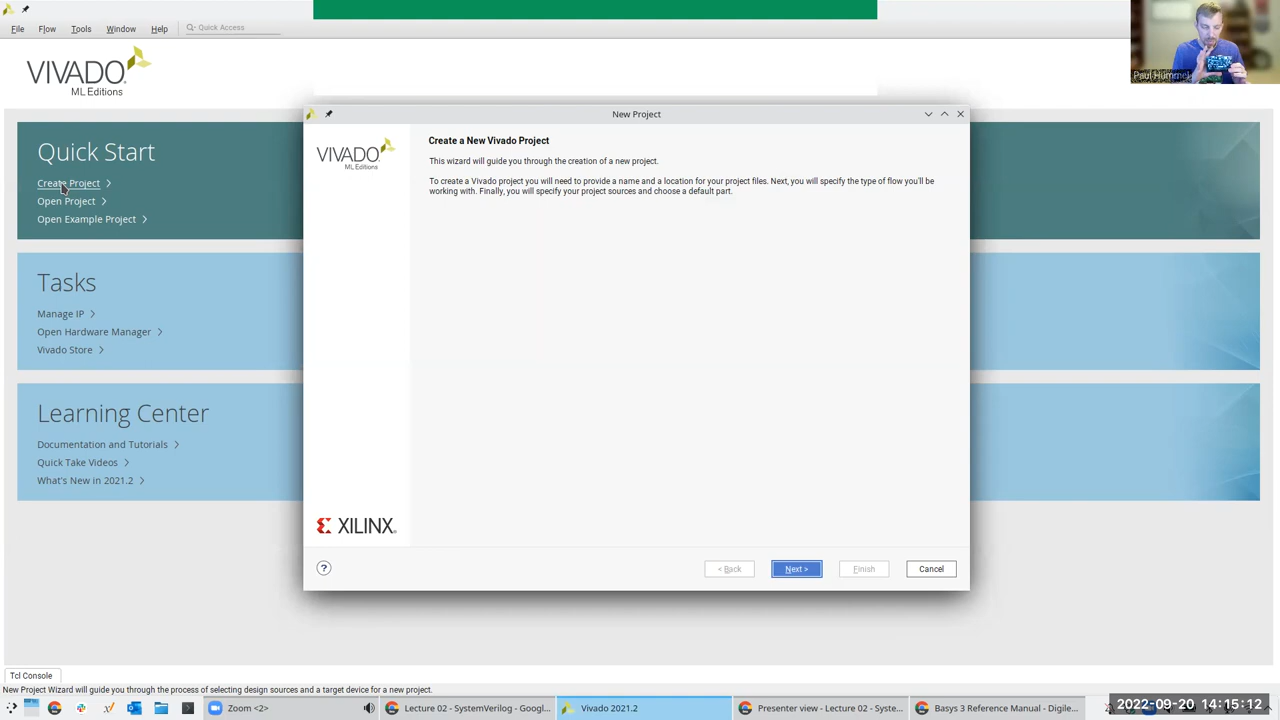 File Flow Tools Window Help Quick Access
VIVADO
ML Editions
Paul Hummel
Quick Start
Create Project
Open Project
Open Example Project
Tasks
Manage IP
Open Hardware Manager
Vivado Store
Learning Center
Documentation and Tutorials
Quick Take Videos
What's New in 2021.2
New Project
VIVADO
ML Editions
Create a New Vivado Project
This wizard will guide you through the creation of a new project.
To create a Vivado project you will need to provide a name and a location for your project files. Next, you will specify the type of flow you'll be
working with. Finally, you will specify your project sources and choose a default part.
XILINX
?
< Back Next > Finish Cancel
Tcl Console
New Project Wizard will guide you through the process of selecting design sources and a target device for a new project.
Zoom <2> Lecture 02 - SystemVerilog - Googl... Vivado 2021.2 Presenter view - Lecture 02 - Syste... Basys 3 Reference Manual - Digile... 2022-09-20 14:15:12